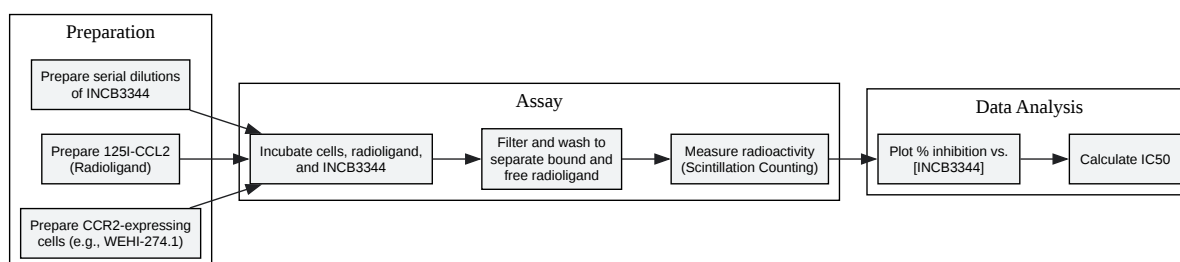 Preparation
Prepare serial dilutions
of INCB3344
Prepare 125I-CCL2
(Radioligand)
Prepare CCR2-expressing
cells (e.g., WEHI-274.1)
Assay
Incubate cells, radioligand,
and INCB3344
Filter and wash to
separate bound and
free radioligand
Measure radioactivity
(Scintillation Counting)
Data Analysis
Plot % inhibition vs.
[INCB3344]
Calculate IC50